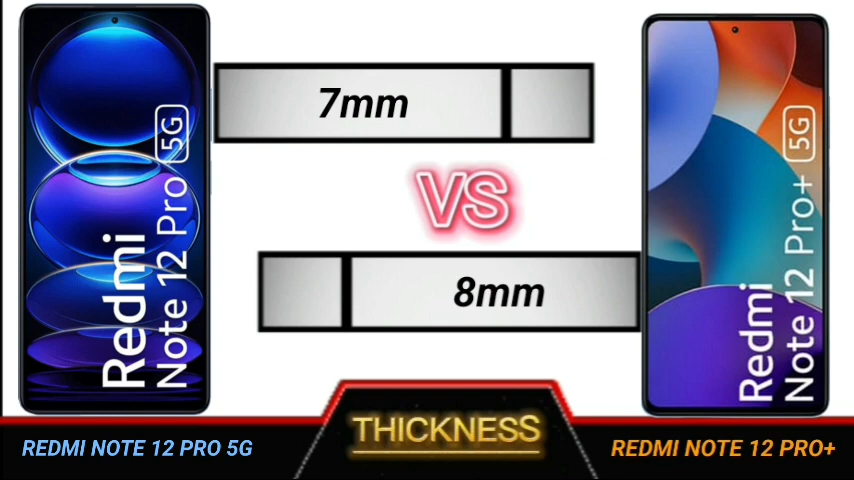 Redmi
Note 12 Pro 5G
7mm
VS
8mm
Redmi
Note 12 Pro+ 5G
THICKNESS
REDMI NOTE 12 PRO 5G
REDMI NOTE 12 PRO+